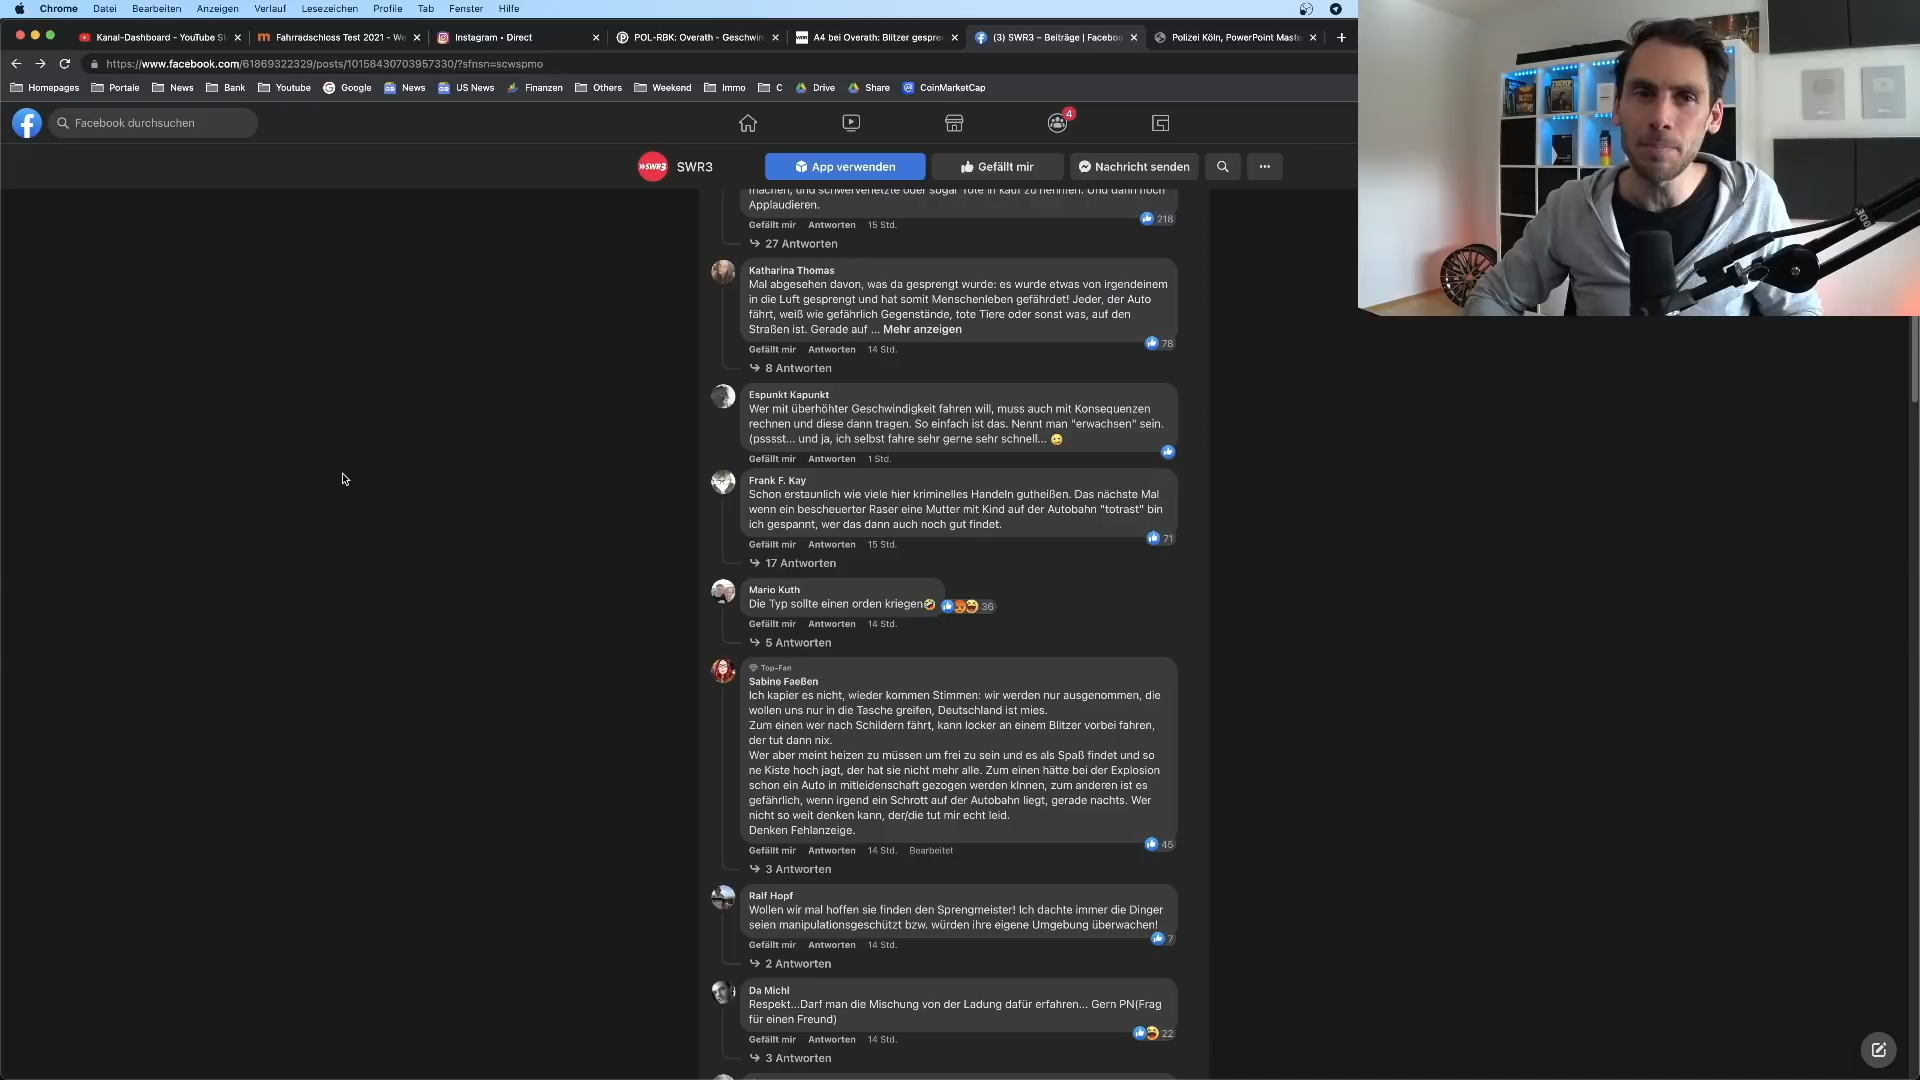 Chrome Datei Bearbeiten Anzeigen Verlauf Lesezeichen Profile Tab Fenster Hilfe
Kanal-Dashboard - YouTube
Fahrradschloss Test 2021 - We
Instagram • Direct
POL-RBK: Overath - Geschwin
A4 bei Overath: Blitzer gespre
(3) SWR3 – Beiträge | Faceboo
Polizei Köln, PowerPoint Maste
https://www.facebook.com/61869322329/posts/10158430703957330/?sfnsn=scwspmo
Homepages Portale News Bank Youtube Google News US News Finanzen Others Weekend Immo C Drive Share CoinMarketCap
Facebook durchsuchen
4
SWR3
SWR3
App verwenden
Gefällt mir
Nachricht senden
machen, und schwerverletzte oder sogar Tote in kauf zu nehmen. Und dann noch
Applaudieren.
218
Gefällt mir Antworten 15 Std.
27 Antworten
Katharina Thomas
Mal abgesehen davon, was da gesprengt wurde: es wurde etwas von irgendeinem
in die Luft gesprengt und hat somit Menschenleben gefährdet! Jeder, der Auto
fährt, weiß wie gefährlich Gegenstände, tote Tiere oder sonst was, auf den
Straßen ist. Gerade auf ... Mehr anzeigen
78
Gefällt mir Antworten 14 Std.
8 Antworten
Espunkt Kapunkt
Wer mit überhöhter Geschwindigkeit fahren will, muss auch mit Konsequenzen
rechnen und diese dann tragen. So einfach ist das. Nennt man "erwachsen" sein.
(psssst... und ja, ich selbst fahre sehr gerne sehr schnell... 😉
Gefällt mir Antworten 1 Std.
Frank F. Kay
Schon erstaunlich wie viele hier kriminelles Handeln gutheißen. Das nächste Mal
wenn ein bescheuerter Raser eine Mutter mit Kind auf der Autobahn "totrast" bin
ich gespannt, wer das dann auch noch gut findet.
71
Gefällt mir Antworten 15 Std.
17 Antworten
Mario Kuth
Die Typ sollte einen orden kriegen🤣
36
Gefällt mir Antworten 14 Std.
5 Antworten
Top-Fan
Sabine Faeßen
Ich kapier es nicht, wieder kommen Stimmen: wir werden nur ausgenommen, die
wollen uns nur in die Tasche greifen, Deutschland ist mies.
Zum einen wer nach Schildern fährt, kann locker an einem Blitzer vorbei fahren,
der tut dann nix.
Wer aber meint heizen zu müssen um frei zu sein und es als Spaß findet und so
ne Kiste hoch jagt, der hat sie nicht mehr alle. Zum einen hätte bei der Explosion
schon ein Auto in mitleidenschaft gezogen werden kInnen, zum anderen ist es
gefährlich, wenn irgend ein Schrott auf der Autobahn liegt, gerade nachts. Wer
nicht so weit denken kann, der/die tut mir echt leid.
Denken Fehlanzeige.
45
Gefällt mir Antworten 14 Std. Bearbeitet
3 Antworten
Ralf Hopf
Wollen wir mal hoffen sie finden den Sprengmeister! Ich dachte immer die Dinger
seien manipulationsgeschützt bzw. würden ihre eigene Umgebung überwachen!
7
Gefällt mir Antworten 14 Std.
2 Antworten
Da Michl
Respekt...Darf man die Mischung von der Ladung dafür erfahren... Gern PN(Frag
für einen Freund)
22
Gefällt mir Antworten 14 Std.
3 Antworten